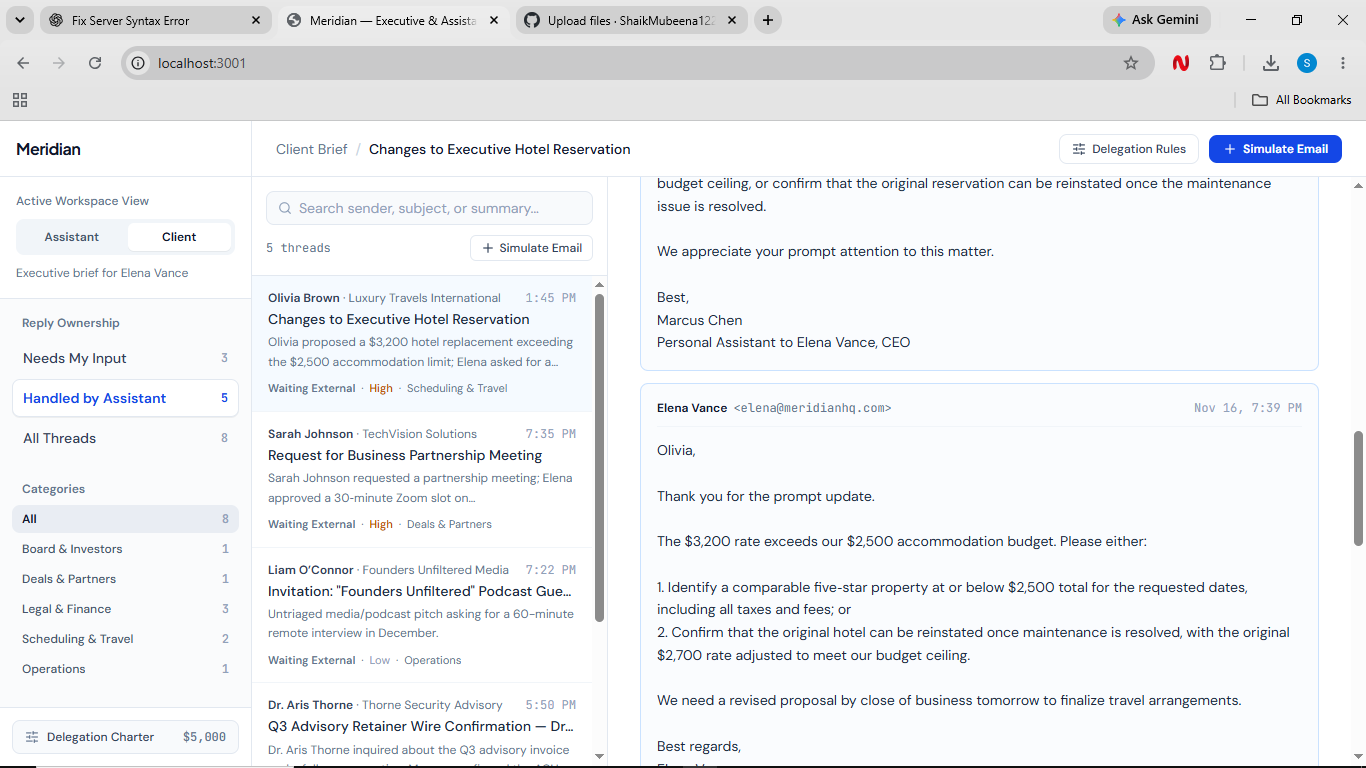 Fix Server Syntax Error
Meridian — Executive & Assista
Upload files · ShaikMubeena122
Ask Gemini
localhost:3001
S
All Bookmarks
Meridian
Client Brief / Changes to Executive Hotel Reservation
Delegation Rules
+ Simulate Email
Active Workspace View
Assistant
Client
Executive brief for Elena Vance
Reply Ownership
Needs My Input 3
Handled by Assistant 5
All Threads 8
Categories
All 8
Board & Investors 1
Deals & Partners 1
Legal & Finance 3
Scheduling & Travel 2
Operations 1
Delegation Charter $5,000
Search sender, subject, or summary...
5 threads
+ Simulate Email
Olivia Brown · Luxury Travels International 1:45 PM
Changes to Executive Hotel Reservation
Olivia proposed a $3,200 hotel replacement exceeding
the $2,500 accommodation limit; Elena asked for a...
Waiting External · High · Scheduling & Travel
Sarah Johnson · TechVision Solutions 7:35 PM
Request for Business Partnership Meeting
Sarah Johnson requested a partnership meeting; Elena
approved a 30-minute Zoom slot on...
Waiting External · High · Deals & Partners
Liam O’Connor · Founders Unfiltered Media 7:22 PM
Invitation: "Founders Unfiltered" Podcast Gue...
Untriaged media/podcast pitch asking for a 60-minute
remote interview in December.
Waiting External · Low · Operations
Dr. Aris Thorne · Thorne Security Advisory 5:50 PM
Q3 Advisory Retainer Wire Confirmation — Dr...
Dr. Aris Thorne inquired about the Q3 advisory invoice
budget ceiling, or confirm that the original reservation can be reinstated once the maintenance
issue is resolved.
We appreciate your prompt attention to this matter.
Best,
Marcus Chen
Personal Assistant to Elena Vance, CEO
Elena Vance <elena@meridianhq.com> Nov 16, 7:39 PM
Olivia,
Thank you for the prompt update.
The $3,200 rate exceeds our $2,500 accommodation budget. Please either:
1. Identify a comparable five-star property at or below $2,500 total for the requested dates,
including all taxes and fees; or
2. Confirm that the original hotel can be reinstated once maintenance is resolved, with the original
$2,700 rate adjusted to meet our budget ceiling.
We need a revised proposal by close of business tomorrow to finalize travel arrangements.
Best regards,